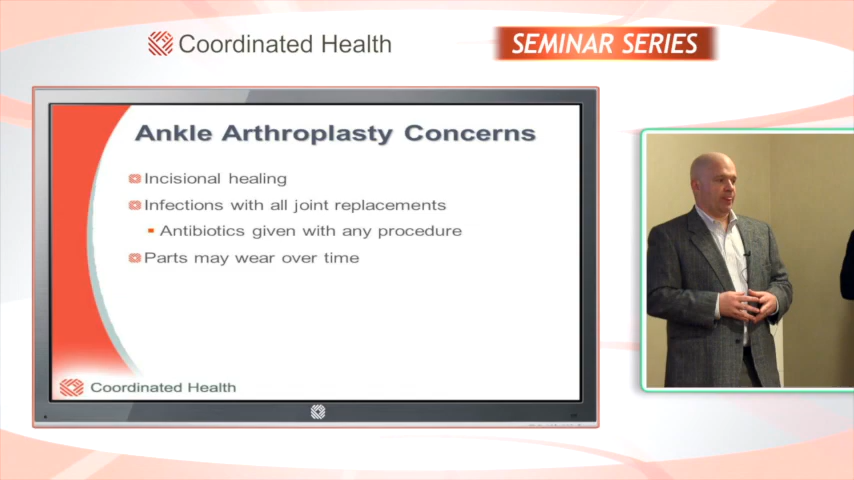 Coordinated Health
SEMINAR SERIES
Ankle Arthroplasty Concerns
Incisional healing
Infections with all joint replacements
Antibiotics given with any procedure
Parts may wear over time
Coordinated Health